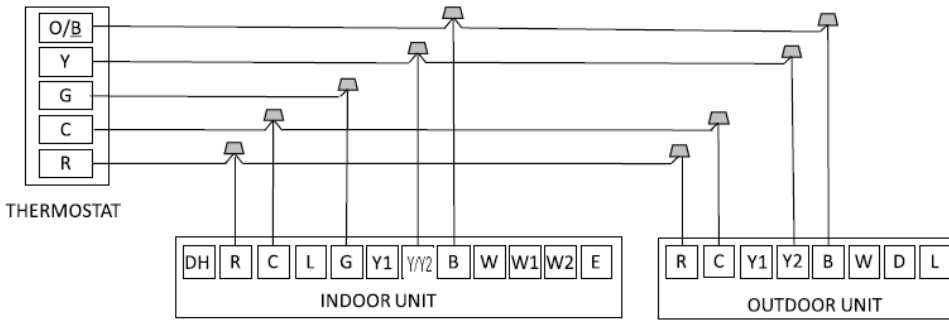 O/B
Y
G
C
R
THERMOSTAT
DH R C L G Y1 Y/Y2 B W W1 W2 E
INDOOR UNIT
R C Y1 Y2 B W D L
OUTDOOR UNIT